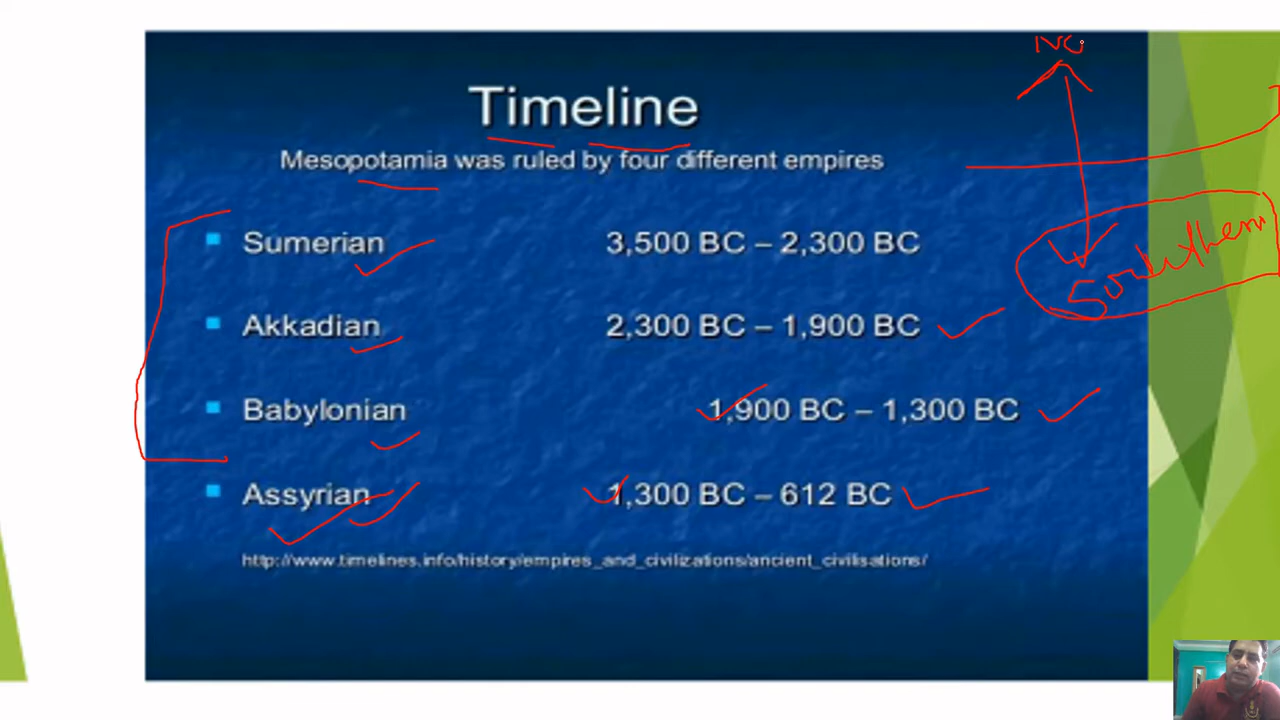 Timeline
Mesopotamia was ruled by four different empires
Sumerian 3,500 BC – 2,300 BC
Akkadian 2,300 BC – 1,900 BC
Babylonian 1,900 BC – 1,300 BC
Assyrian 1,300 BC – 612 BC
http://www.timelines.info/history/empires_and_civilizations/ancient_civilisations/